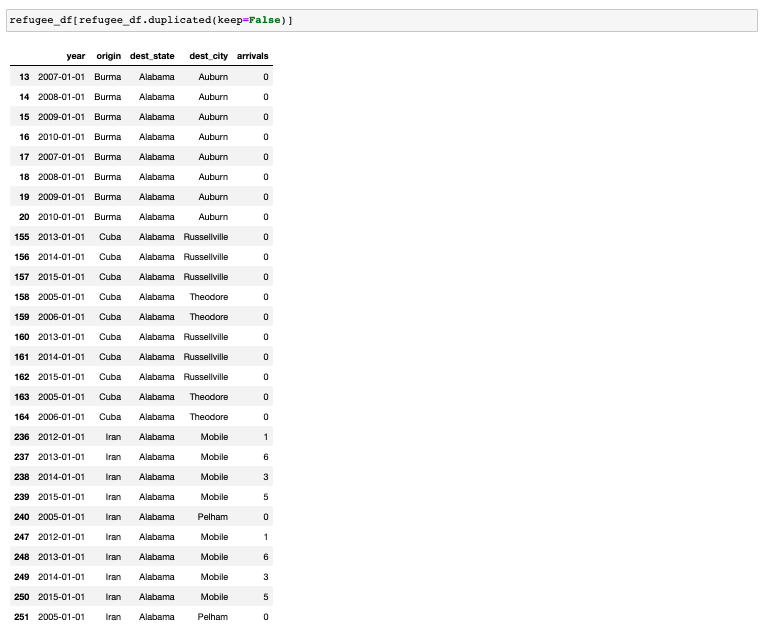 refugee_df[refugee_df.duplicated(keep=False)]
year origin dest_state dest_city arrivals
13 2007-01-01 Burma Alabama Auburn 0
14 2008-01-01 Burma Alabama Auburn 0
15 2009-01-01 Burma Alabama Auburn 0
16 2010-01-01 Burma Alabama Auburn 0
17 2007-01-01 Burma Alabama Auburn 0
18 2008-01-01 Burma Alabama Auburn 0
19 2009-01-01 Burma Alabama Auburn 0
20 2010-01-01 Burma Alabama Auburn 0
155 2013-01-01 Cuba Alabama Russellville 0
156 2014-01-01 Cuba Alabama Russellville 0
157 2015-01-01 Cuba Alabama Russellville 0
158 2005-01-01 Cuba Alabama Theodore 0
159 2006-01-01 Cuba Alabama Theodore 0
160 2013-01-01 Cuba Alabama Russellville 0
161 2014-01-01 Cuba Alabama Russellville 0
162 2015-01-01 Cuba Alabama Russellville 0
163 2005-01-01 Cuba Alabama Theodore 0
164 2006-01-01 Cuba Alabama Theodore 0
236 2012-01-01 Iran Alabama Mobile 1
237 2013-01-01 Iran Alabama Mobile 6
238 2014-01-01 Iran Alabama Mobile 3
239 2015-01-01 Iran Alabama Mobile 5
240 2005-01-01 Iran Alabama Pelham 0
247 2012-01-01 Iran Alabama Mobile 1
248 2013-01-01 Iran Alabama Mobile 6
249 2014-01-01 Iran Alabama Mobile 3
250 2015-01-01 Iran Alabama Mobile 5
251 2005-01-01 Iran Alabama Pelham 0